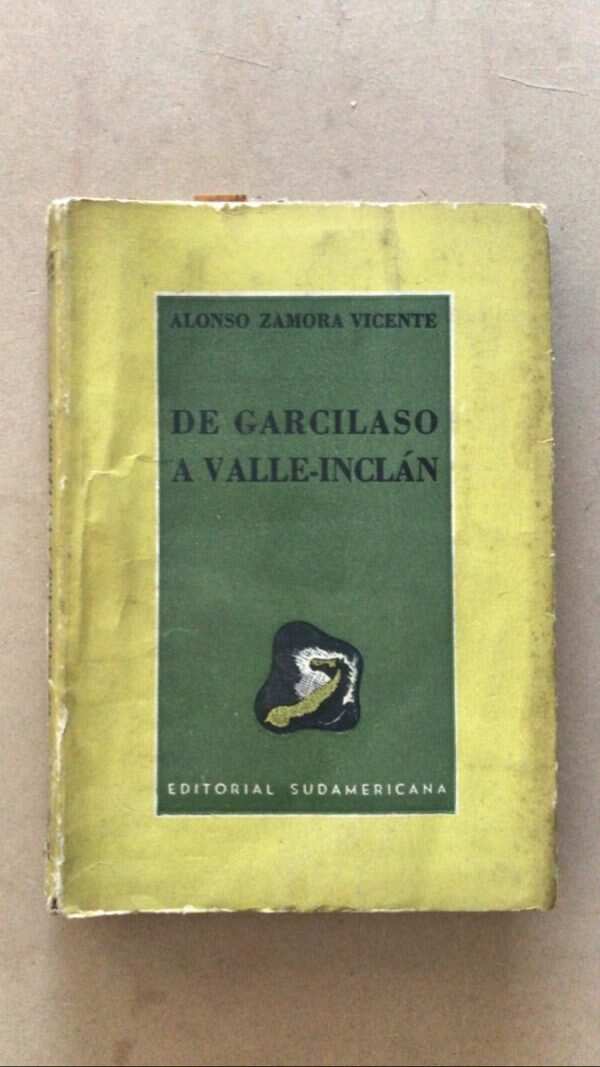 ALONSO ZAMORA VICENTE
DE GARCILASO
A VALLE-INCLÁN
EDITORIAL SUDAMERICANA